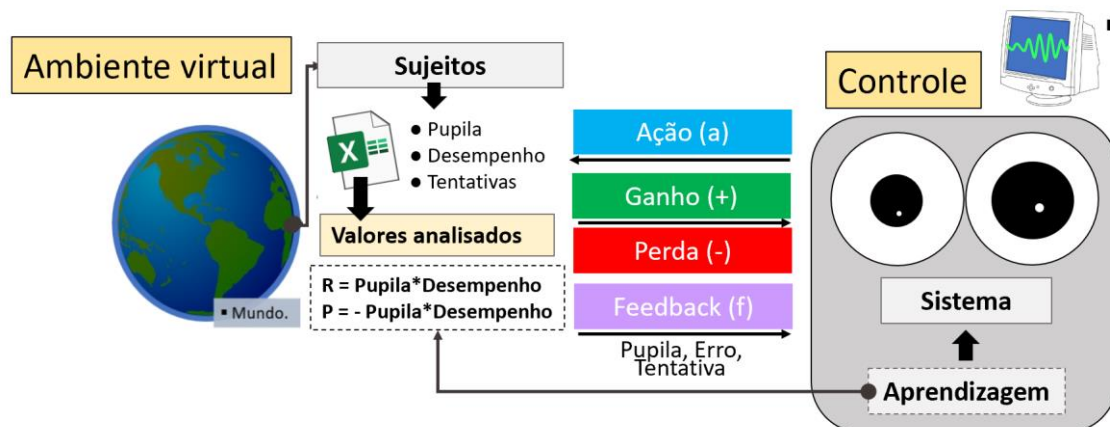 Ambiente virtual
▪ Mundo.
Sujeitos
X
● Pupila
● Desempenho
● Tentativas
Valores analisados
R = Pupila*Desempenho
P = - Pupila*Desempenho
Ação (a)
Ganho (+)
Perda (-)
Feedback (f)
Pupila, Erro,
Tentativa
Controle
Sistema
Aprendizagem